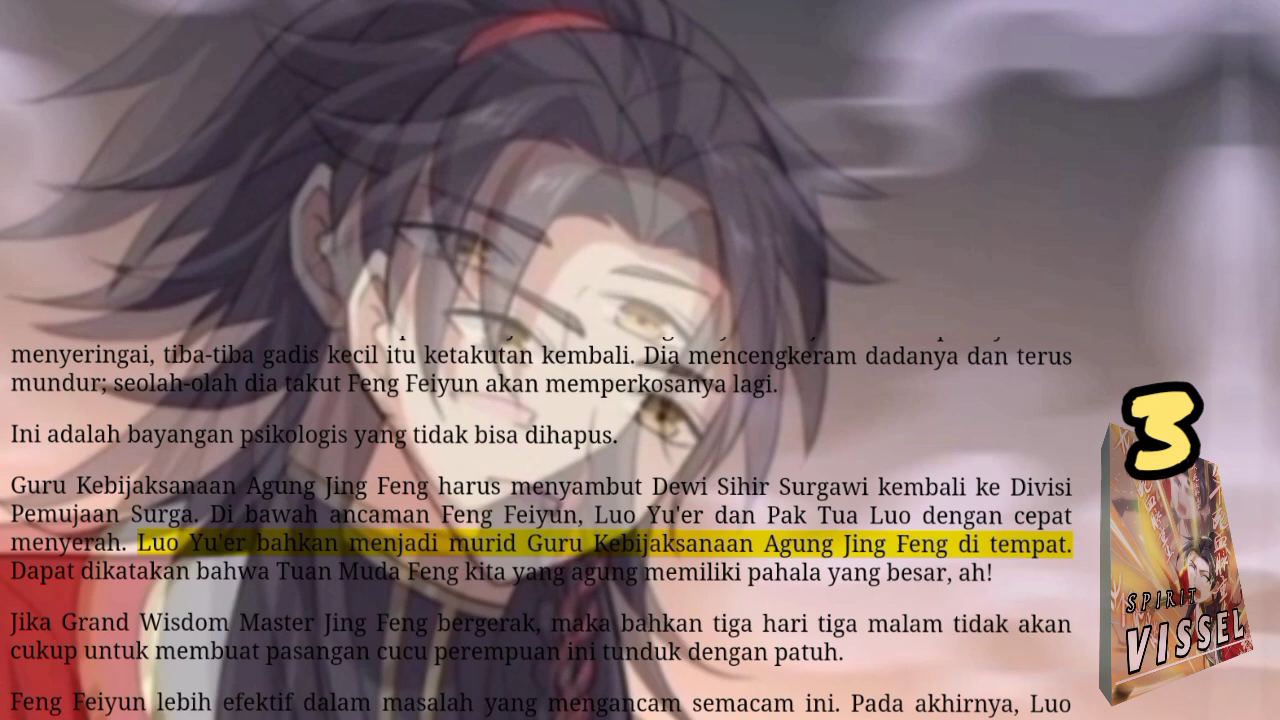 menyeringai, tiba-tiba gadis kecil itu ketakutan kembali. Dia mencengkeram dadanya dan terus
mundur; seolah-olah dia takut Feng Feiyun akan memperkosanya lagi.
Ini adalah bayangan psikologis yang tidak bisa dihapus.
Guru Kebijaksanaan Agung Jing Feng harus menyambut Dewi Sihir Surgawi kembali ke Divisi
Pemujaan Surga. Di bawah ancaman Feng Feiyun, Luo Yu'er dan Pak Tua Luo dengan cepat
menyerah. Luo Yu'er bahkan menjadi murid Guru Kebijaksanaan Agung Jing Feng di tempat.
Dapat dikatakan bahwa Tuan Muda Feng kita yang agung memiliki pahala yang besar, ah!
Jika Grand Wisdom Master Jing Feng bergerak, maka bahkan tiga hari tiga malam tidak akan
cukup untuk membuat pasangan cucu perempuan ini tunduk dengan patuh.
Feng Feiyun lebih efektif dalam masalah yang mengancam semacam ini. Pada akhirnya, Luo
3
SPIRIT
VISSEL